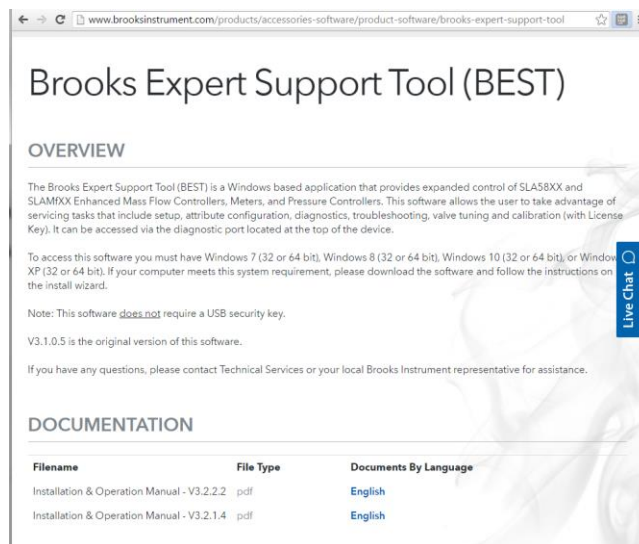 www.brooksinstrument.com/products/accessories-software/product-software/brooks-expert-support-tool
Brooks Expert Support Tool (BEST)
OVERVIEW
The Brooks Expert Support Tool (BEST) is a Windows based application that provides expanded control of SLA58XX and
SLAMfXX Enhanced Mass Flow Controllers, Meters, and Pressure Controllers. This software allows the user to take advantage of
servicing tasks that include setup, attribute configuration, diagnostics, troubleshooting, valve tuning and calibration (with License
Key). It can be accessed via the diagnostic port located at the top of the device.
To access this software you must have Windows 7 (32 or 64 bit), Windows 8 (32 or 64 bit), Windows 10 (32 or 64 bit), or Window
XP (32 or 64 bit). If your computer meets this system requirement, please download the software and follow the instructions on
the install wizard.
Live Chat
Note: This software does not require a USB security key.
V3.1.0.5 is the original version of this software.
If you have any questions, please contact Technical Services or your local Brooks Instrument representative for assistance.
DOCUMENTATION
Filename File Type Documents By Language
Installation & Operation Manual - V3.2.2.2 pdf English
Installation & Operation Manual - V3.2.1.4 pdf English